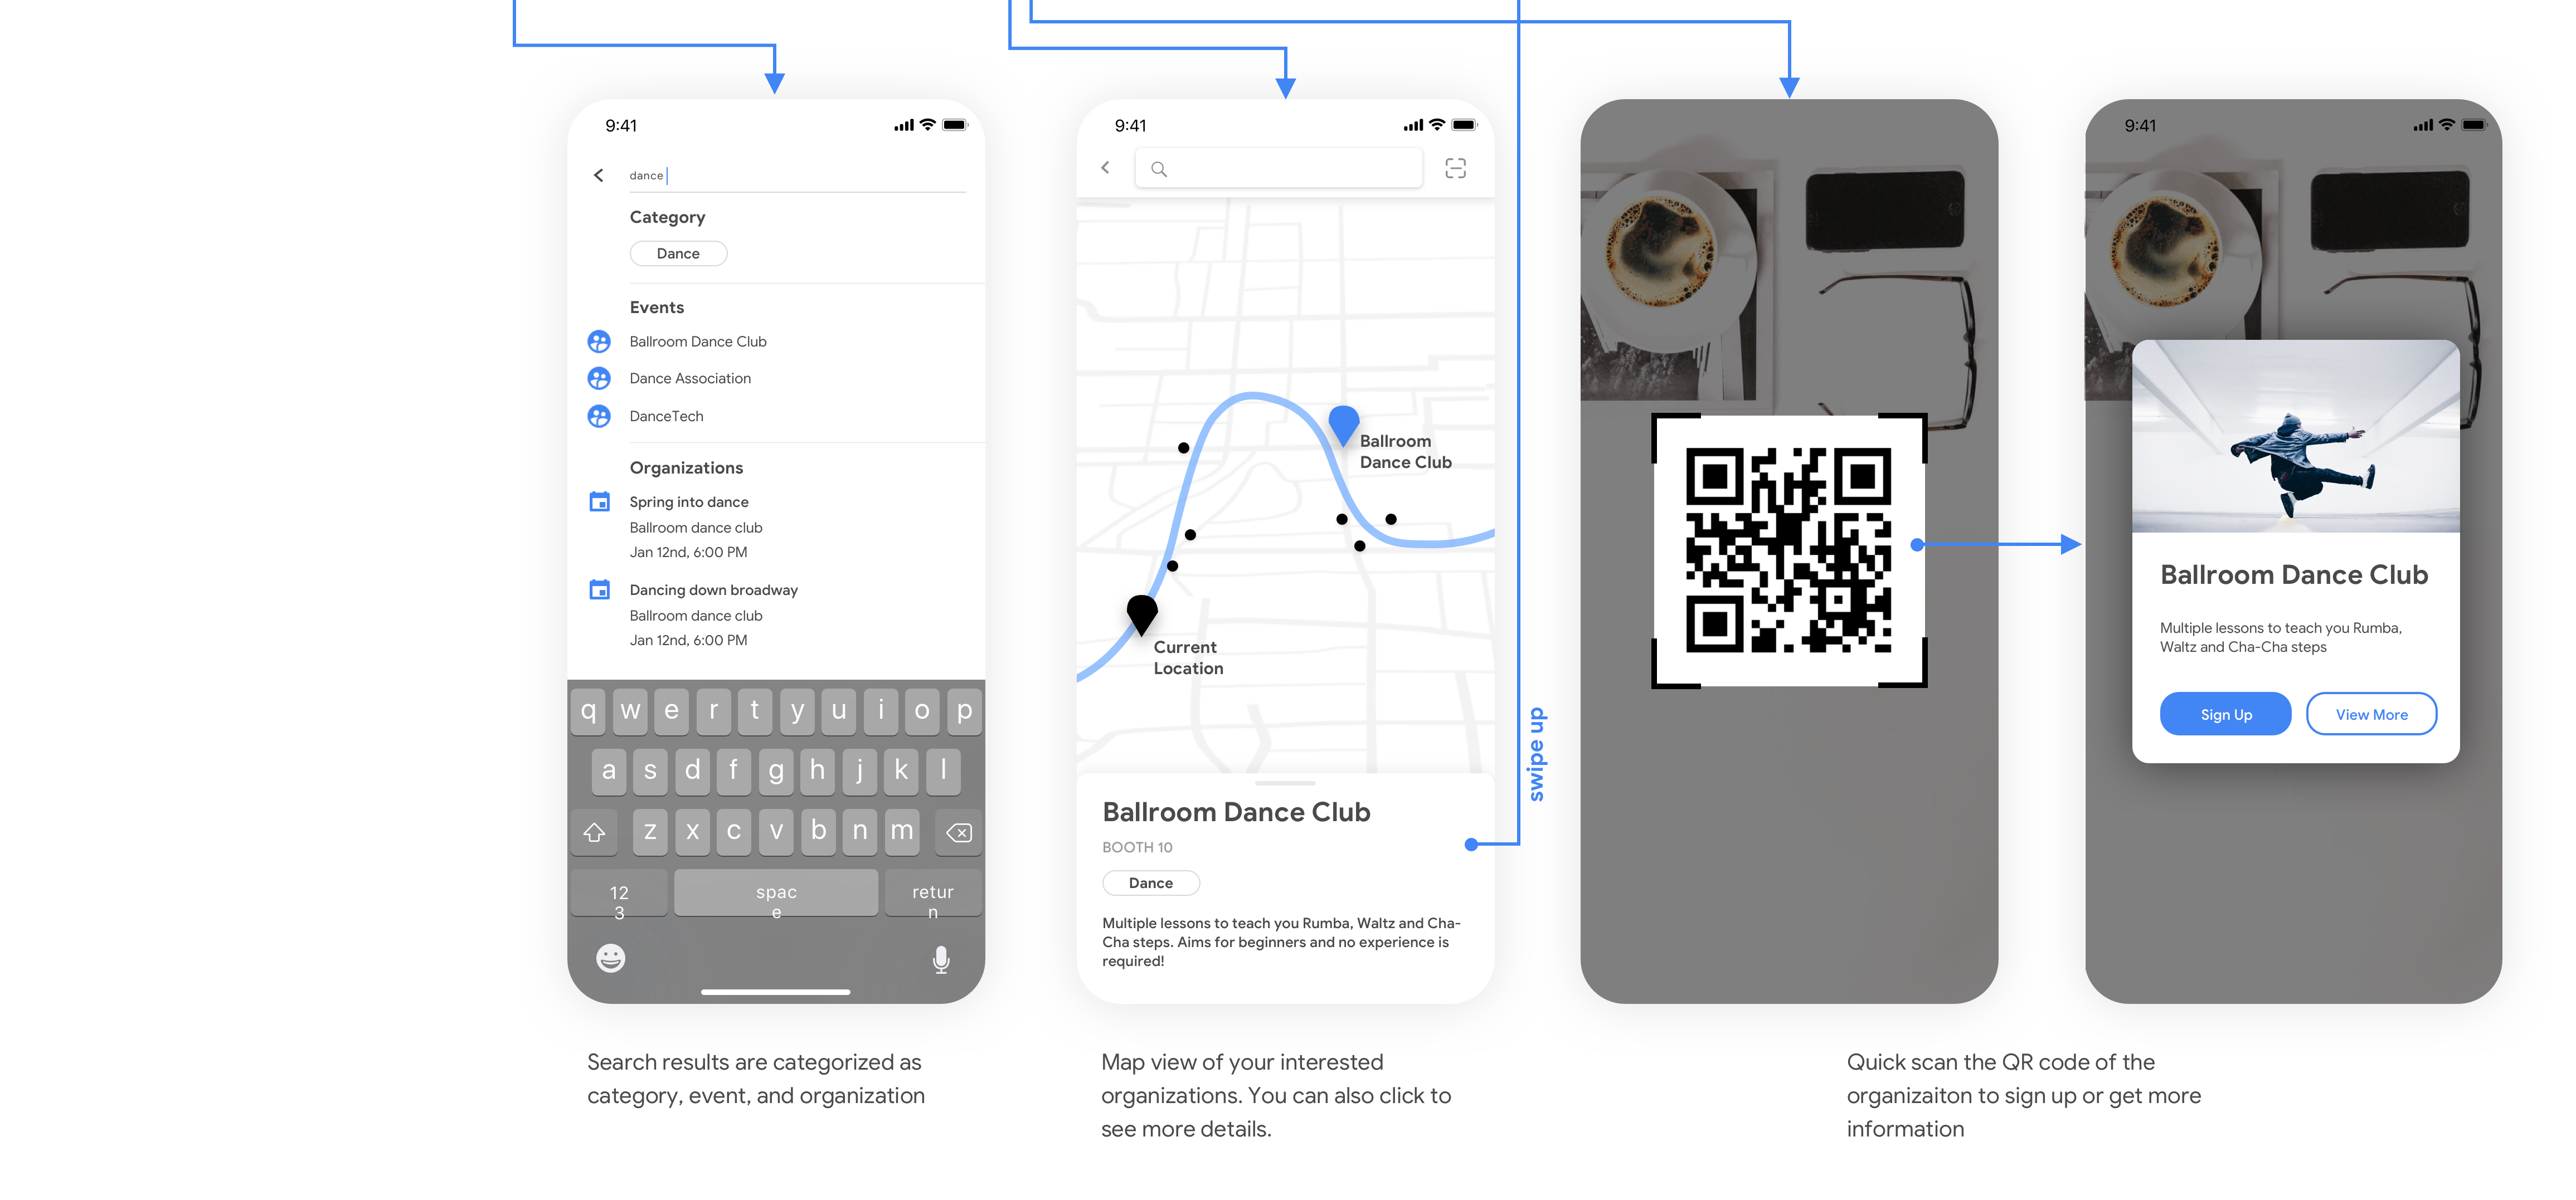 9:41
dance
Category
Dance
Events
Ballroom Dance Club
Dance Association
DanceTech
Organizations
Spring into dance
Ballroom dance club
Jan 12nd, 6:00 PM
Dancing down broadway
Ballroom dance club
Jan 12nd, 6:00 PM
q w e r t y u i o p
a s d f g h j k l
z x c v b n m
12
3
spac
e
retur
n
Search results are categorized as
category, event, and organization
9:41
Ballroom
Dance Club
Current
Location
Ballroom Dance Club
BOOTH 10
Dance
Multiple lessons to teach you Rumba, Waltz and Cha-
Cha steps. Aims for beginners and no experience is
required!
swipe up
Map view of your interested
organizations. You can also click to
see more details.
9:41
Ballroom Dance Club
Multiple lessons to teach you Rumba,
Waltz and Cha-Cha steps
Sign Up
View More
Quick scan the QR code of the
organizaiton to sign up or get more
information